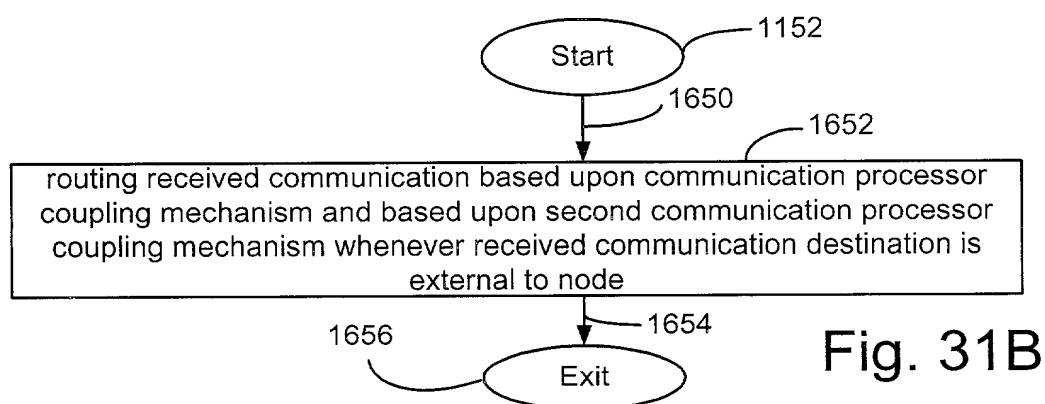 Start
1152
1650
1652
routing received communication based upon communication processor
coupling mechanism and based upon second communication processor
coupling mechanism whenever received communication destination is
external to node
1654
1656
Exit
Fig. 31B